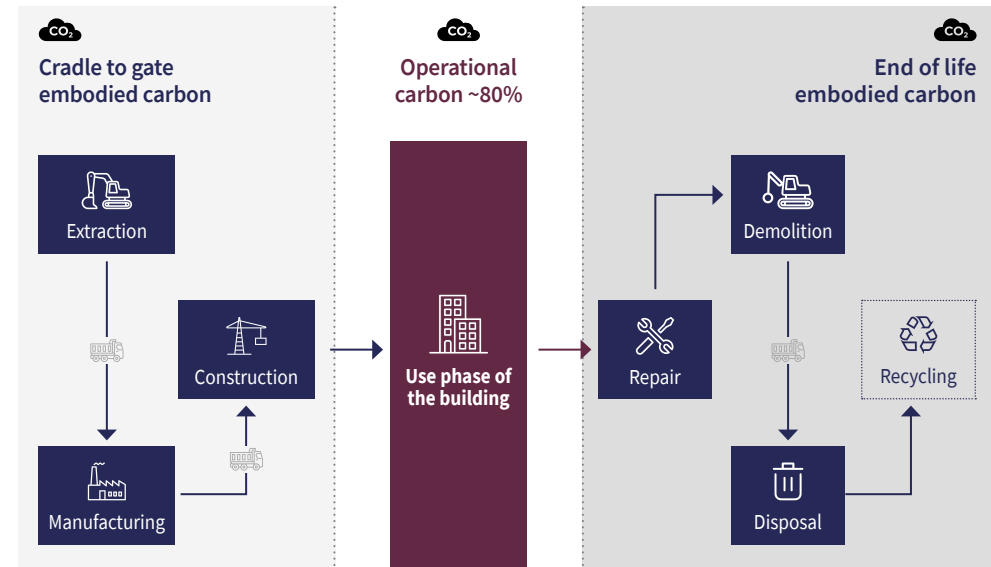 CO₂
Cradle to gate
embodied carbon
Extraction
Manufacturing
Construction
CO₂
Operational
carbon ~80%
Use phase of
the building
CO₂
End of life
embodied carbon
Repair
Demolition
Disposal
Recycling